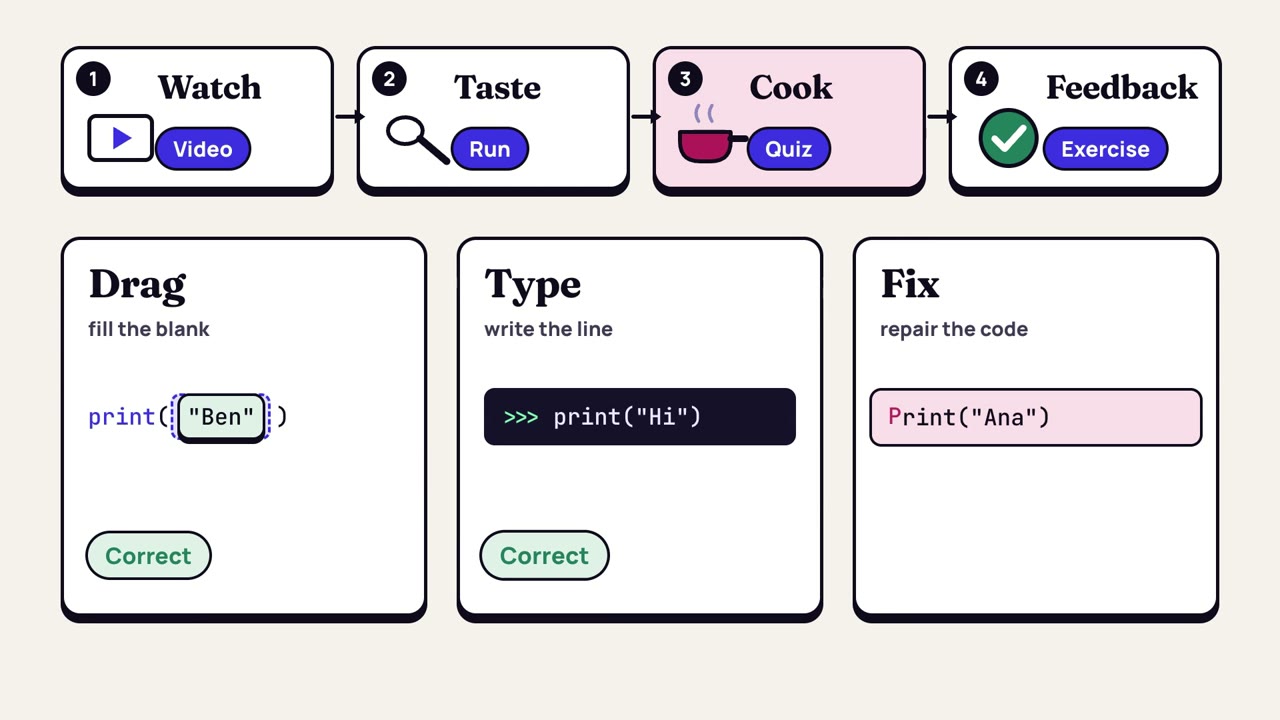 1 Watch
Video
2 Taste
Run
3 Cook
Quiz
4 Feedback
Exercise
Drag
fill the blank
print("Ben")
Correct
Type
write the line
>>> print("Hi")
Correct
Fix
repair the code
Print("Ana")